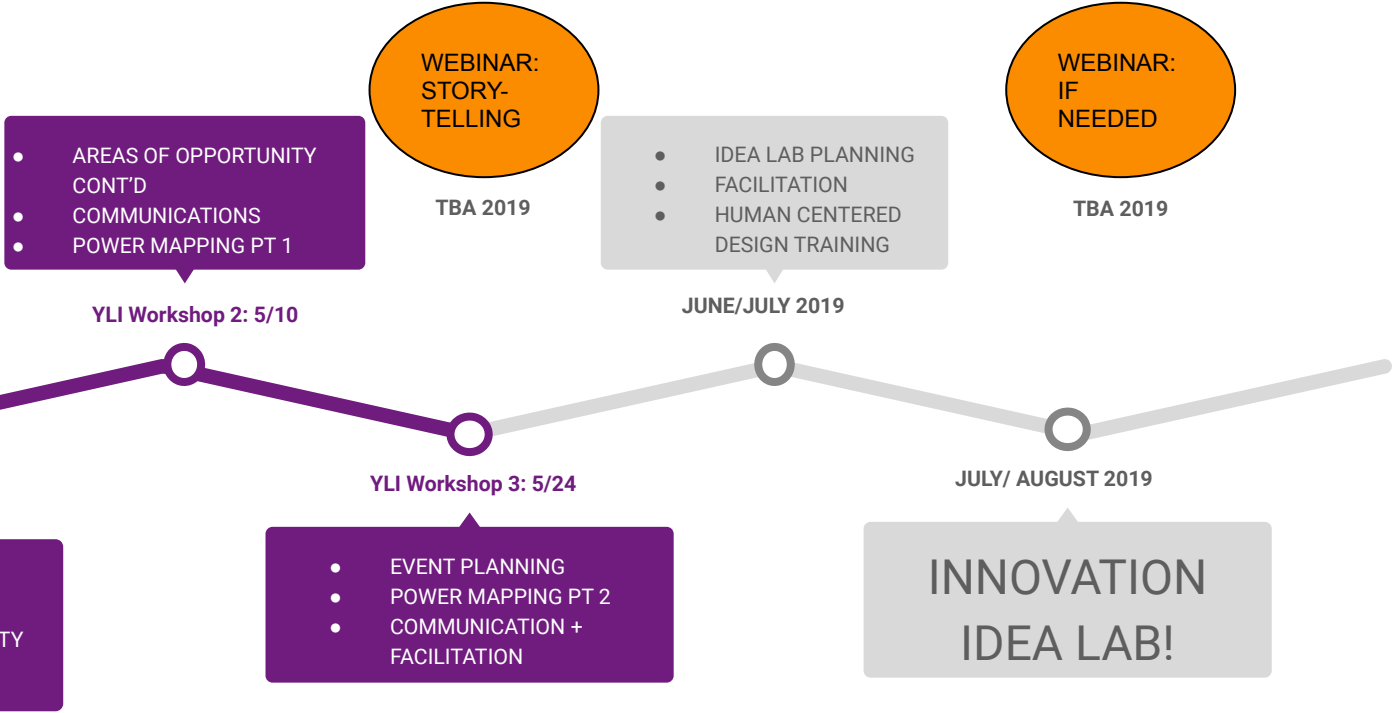 WEBINAR:
STORY-
TELLING
WEBINAR:
IF
NEEDED
● AREAS OF OPPORTUNITY
CONT'D
● COMMUNICATIONS
● POWER MAPPING PT 1
TBA 2019
● IDEA LAB PLANNING
● FACILITATION
● HUMAN CENTERED
DESIGN TRAINING
TBA 2019
YLI Workshop 2: 5/10
JUNE/JULY 2019
YLI Workshop 3: 5/24
JULY/ AUGUST 2019
TY
● EVENT PLANNING
● POWER MAPPING PT 2
● COMMUNICATION +
FACILITATION
INNOVATION
IDEA LAB!